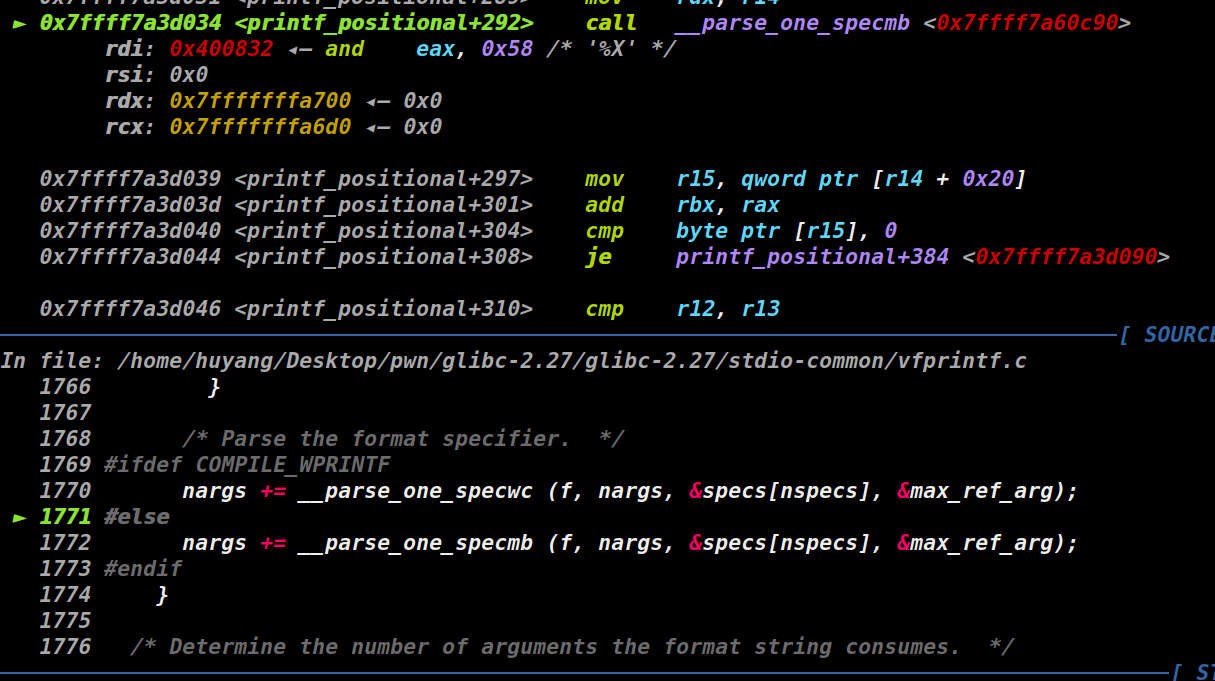 ► 0x7ffff7a3d034 <printf_positional+292>    call   __parse_one_specmb <0x7ffff7a60c90>
rdi: 0x400832 ◂— and    eax, 0x58 /* '%X' */
rsi: 0x0
rdx: 0x7fffffffa700 ◂— 0x0
rcx: 0x7fffffffa6d0 ◂— 0x0
0x7ffff7a3d039 <printf_positional+297>    mov    r15, qword ptr [r14 + 0x20]
0x7ffff7a3d03d <printf_positional+301>    add    rbx, rax
0x7ffff7a3d040 <printf_positional+304>    cmp    byte ptr [r15], 0
0x7ffff7a3d044 <printf_positional+308>    je     printf_positional+384 <0x7ffff7a3d090>
0x7ffff7a3d046 <printf_positional+310>    cmp    r12, r13
[ SOURCE
In file: /home/huyang/Desktop/pwn/glibc-2.27/glibc-2.27/stdio-common/vfprintf.c
1766         }
1767
1768       /* Parse the format specifier.  */
1769 #ifdef COMPILE_WPRINTF
1770       nargs += __parse_one_specwc (f, nargs, &specs[nspecs], &max_ref_arg);
► 1771 #else
1772       nargs += __parse_one_specmb (f, nargs, &specs[nspecs], &max_ref_arg);
1773 #endif
1774     }
1775
1776   /* Determine the number of arguments the format string consumes.  */
[ ST